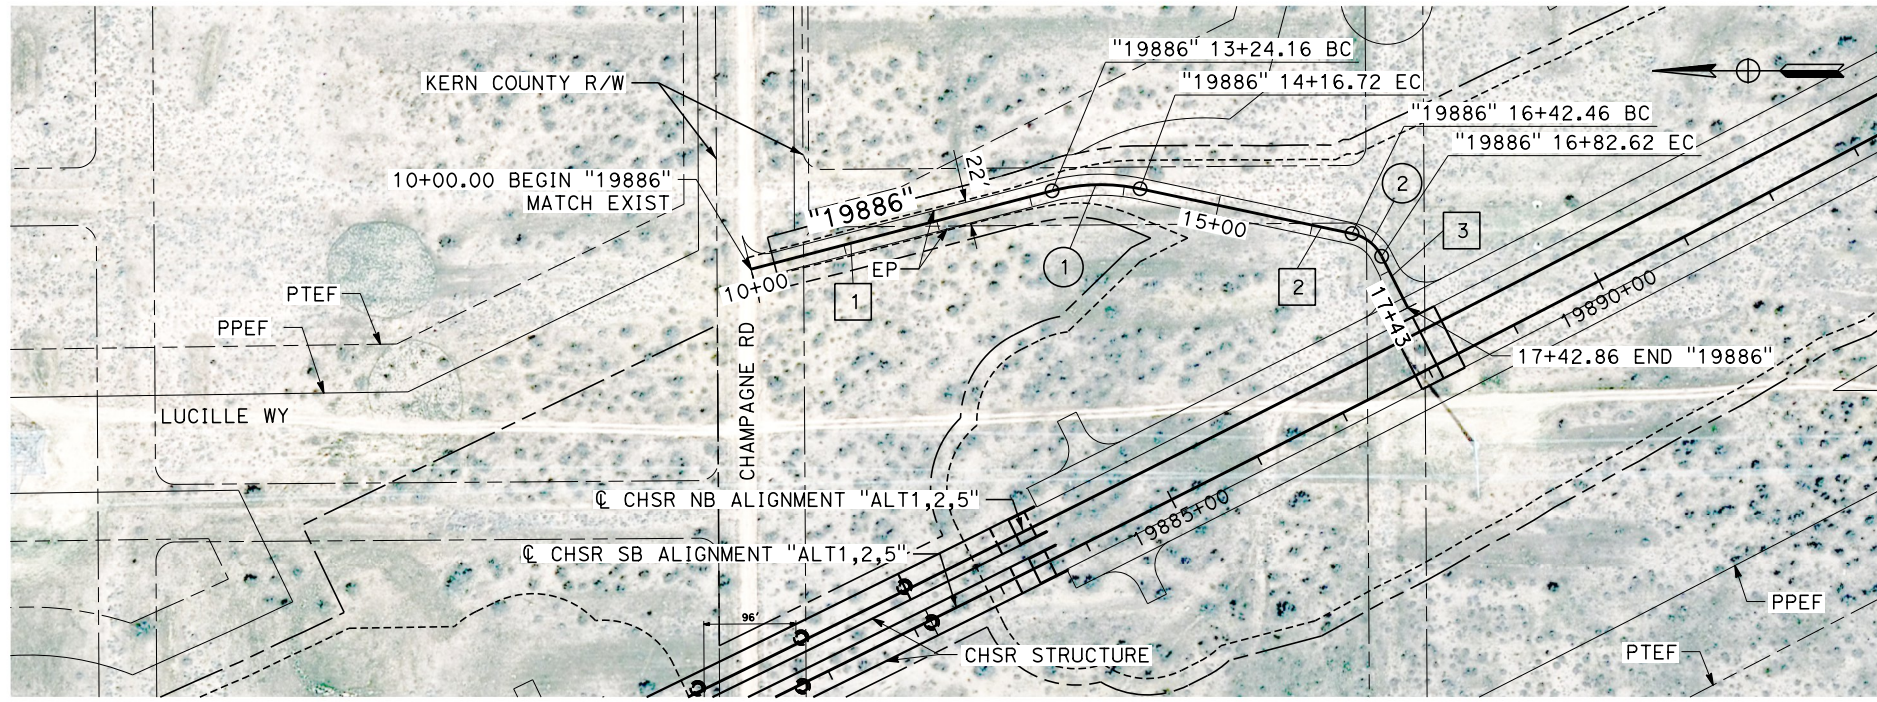 "19886" 13+24.16 BC
KERN COUNTY R/W
"19886" 14+16.72 EC
"19886" 16+42.46 BC
"19886" 16+82.62 EC
10+00.00 BEGIN "19886"
MATCH EXIST
22'
2
"19886"
15+00
3
EP
1
10+00
1
2
PTEF
PPEF
17+43
19890+00
17+42.86 END "19886"
LUCILLE WY
CHAMPAGNE RD
℄ CHSR NB ALIGNMENT "ALT1,2,5"
19885+00
℄ CHSR SB ALIGNMENT "ALT1,2,5"
96'
PPEF
CHSR STRUCTURE
PTEF